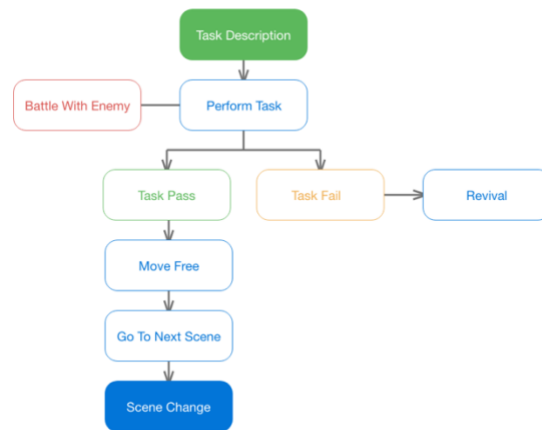 Task Description
Battle With Enemy
Perform Task
Task Pass
Task Fail
Revival
Move Free
Go To Next Scene
Scene Change